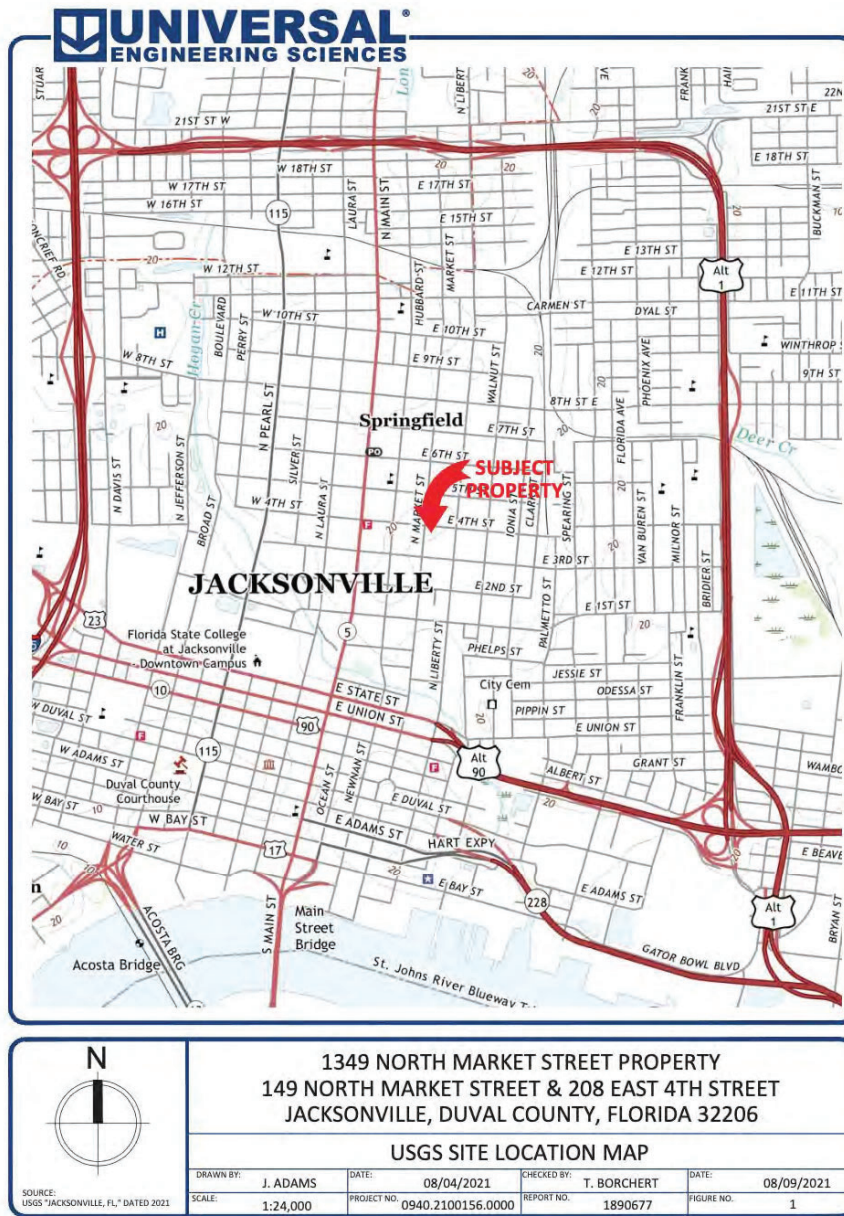 UNIVERSAL®
ENGINEERING SCIENCES
N LIBERT
21ST ST W
21ST ST E
22N
W 18TH ST
E 18TH ST
W 17TH ST
E 17TH ST
W 16TH ST
115
LAURA ST
N MAIN ST
E 15TH ST
BUCKMAN ST
MARKET ST
E 13TH ST
W 12TH ST
E 12TH ST
Alt
1
HUBBARD ST
E 11TH ST
Hogan Cr
BOULEVARD
PERRY ST
W 10TH ST
CARMEN ST
DYAL ST
E 10TH ST
W 8TH ST
E 9TH ST
WALNUT ST
PHOENIX AVE
WINTHROP S
9TH ST
8TH ST E
N PEARL ST
Springfield
E 7TH ST
FLORIDA AVE
Deer Cr
PO
E 6TH ST
SUBJECT
PROPERTY
N DAVIS ST
N JEFFERSON ST
BROAD ST
SILVER ST
W 4TH ST
N LAURA ST
N MARKET ST
E 4TH ST
IONIA ST
SPEARING ST
VAN BUREN ST
MILNOR ST
E 3RD ST
JACKSONVILLE
E 2ND ST
PALMETTO ST
E 1ST ST
BRIDIER ST
23
Florida State College
at Jacksonville
Downtown Campus
5
N LIBERTY ST
PHELPS ST
JESSIE ST
10
E STATE ST
City Cem
ODESSA ST
FRANKLIN ST
W DUVAL ST
90
E UNION ST
PIPPIN ST
E UNION ST
115
W ADAMS ST
Alt
90
GRANT ST
ALBERT ST
WAMBO
Duval County
Courthouse
OCEAN ST
NEWNAN ST
E DUVAL ST
W BAY ST
W BAY ST
E ADAMS ST
HART EXPY
WATER ST
17
E BEAVE
E BAY ST
E ADAMS ST
228
Alt
1
BRYAN ST
ACOSTA BRG
S MAIN ST
Main
Street
Bridge
Acosta Bridge
GATOR BOWL BLVD
St. Johns River Blueway
N
1349 NORTH MARKET STREET PROPERTY
149 NORTH MARKET STREET & 208 EAST 4TH STREET
JACKSONVILLE, DUVAL COUNTY, FLORIDA 32206
USGS SITE LOCATION MAP
SOURCE:
USGS "JACKSONVILLE, FL," DATED 2021
DRAWN BY: J. ADAMS DATE: 08/04/2021 CHECKED BY: T. BORCHERT DATE: 08/09/2021
SCALE: 1:24,000 PROJECT NO. 0940.2100156.0000 REPORT NO. 1890677 FIGURE NO. 1